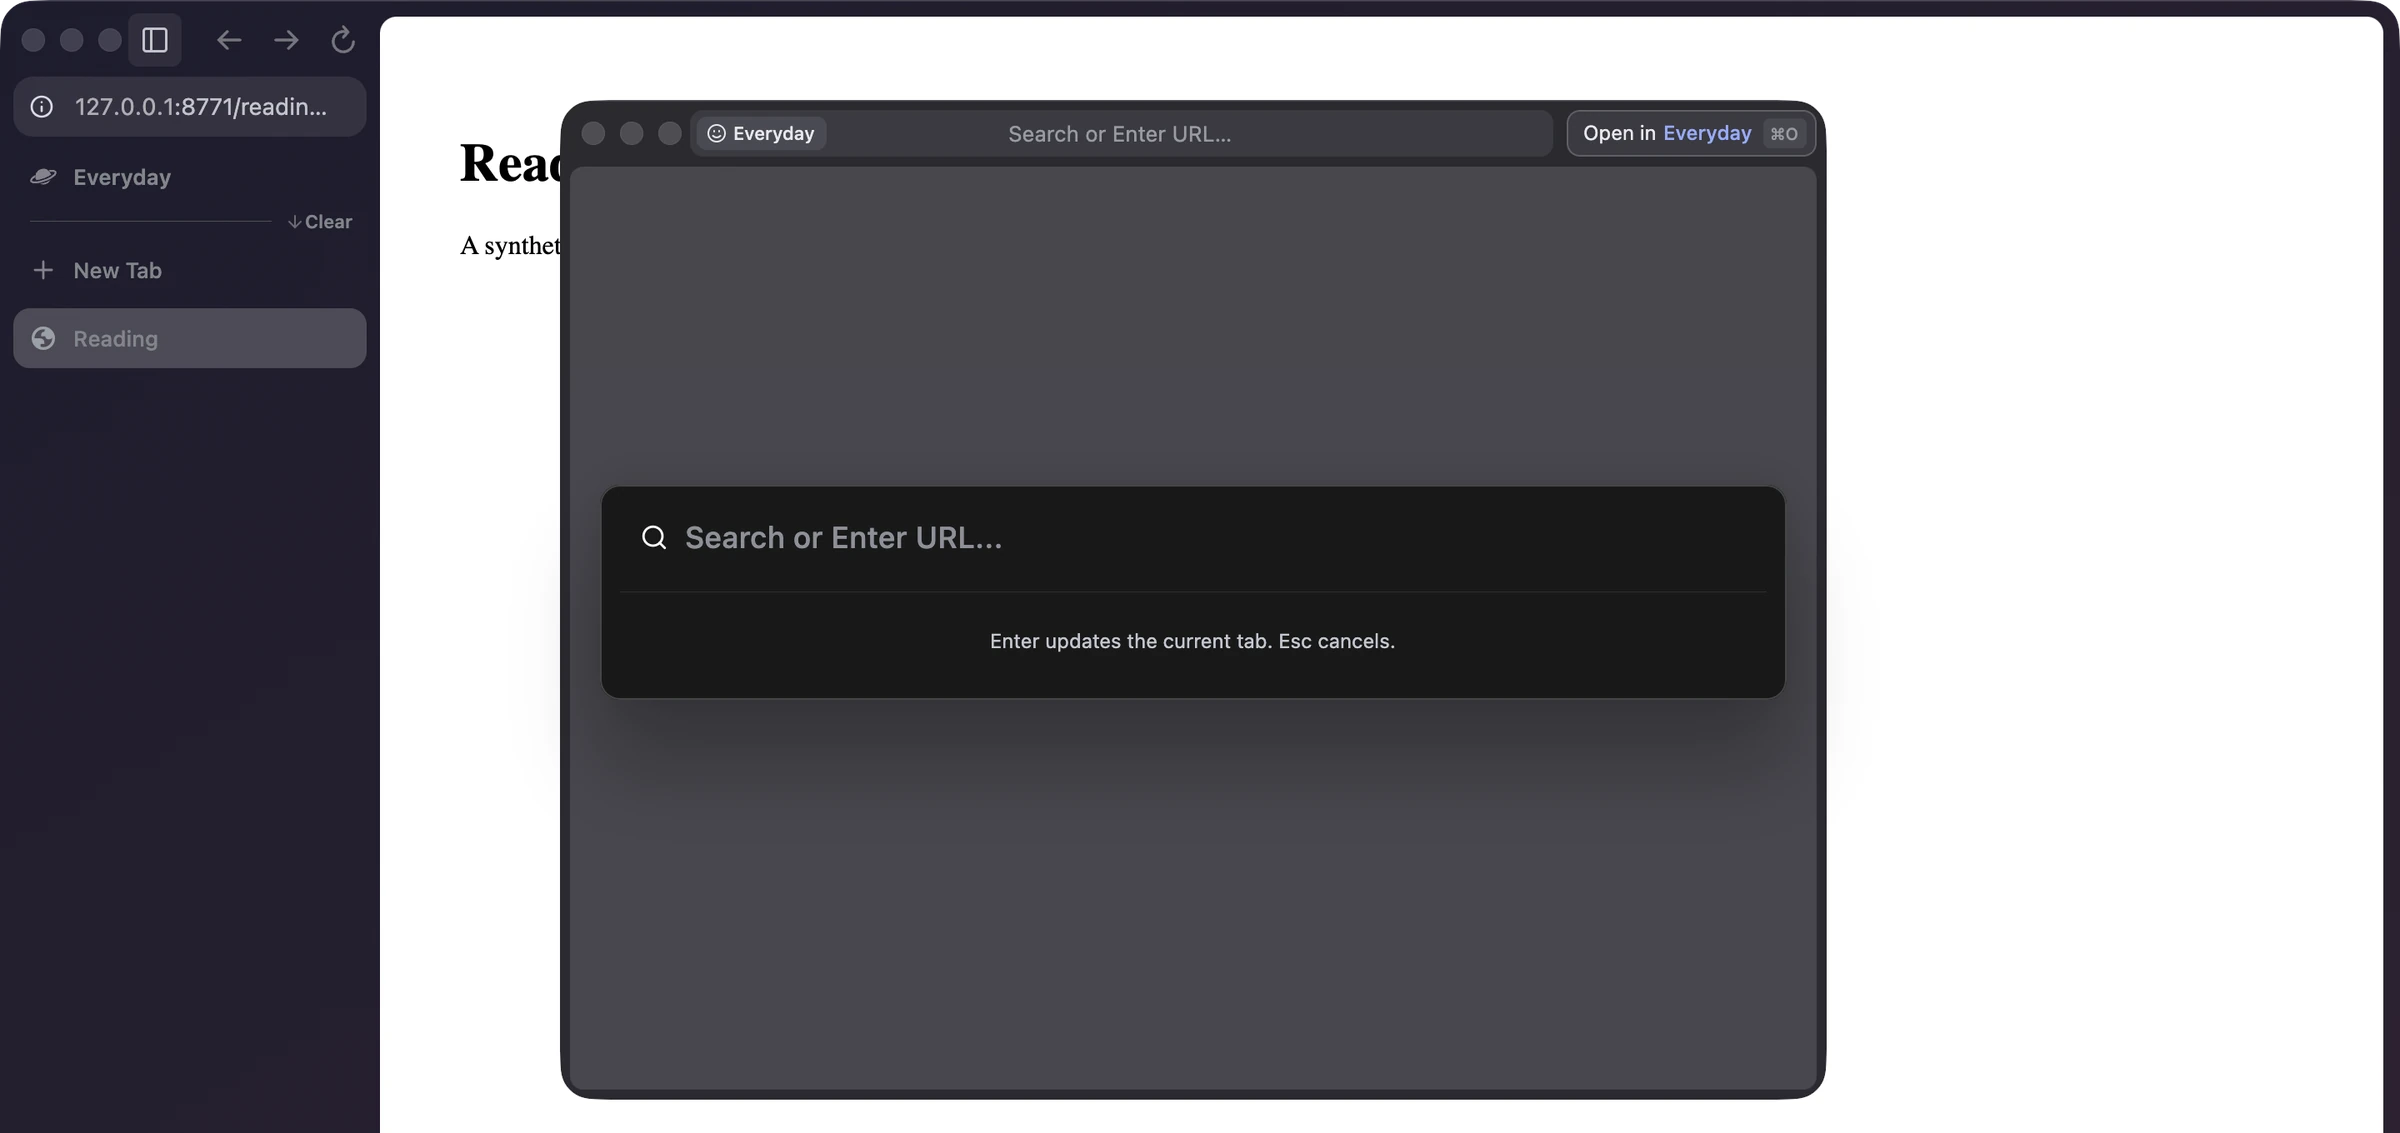 127.0.0.1:8771/readin...
Everyday
Clear
New Tab
Reading
Read
A synthet
Everyday
Search or Enter URL...
Open in Everyday ⌘O
Search or Enter URL...
Enter updates the current tab. Esc cancels.